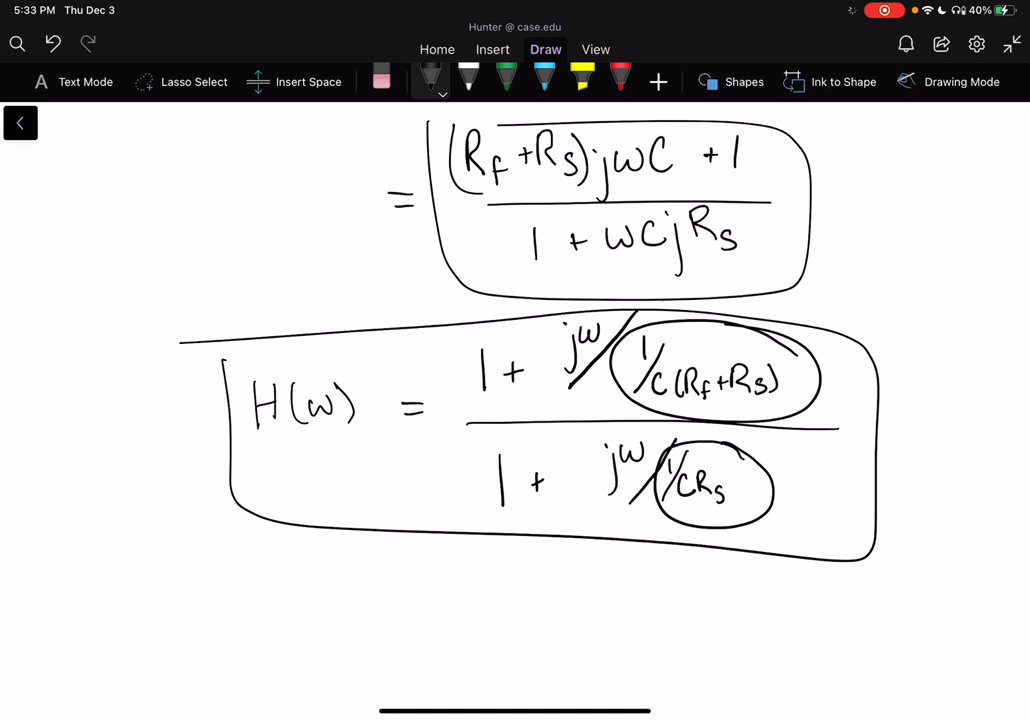 5:33 PM Thu Dec 3
40%
Hunter @ case.edu
Home Insert Draw View
Text Mode Lasso Select Insert Space Shapes Ink to Shape Drawing Mode
(Rf+Rs)jωC + 1
=
1 + ωCjRs
1 + jω/1/C(Rf+Rs)
H(ω) =
1 + jω/1/CRs